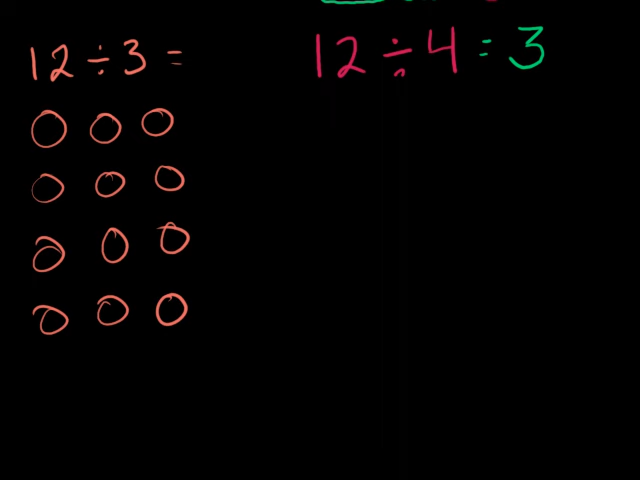 12 ÷ 3 =
12 ÷ 4 = 3